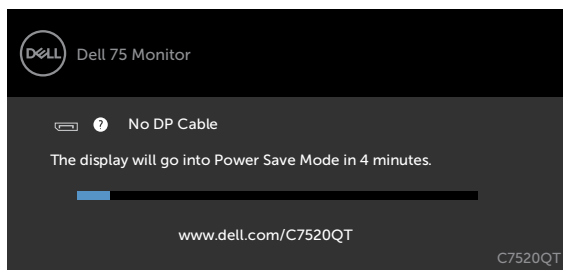 DELL
Dell 75 Monitor
? No DP Cable
The display will go into Power Save Mode in 4 minutes.
www.dell.com/C7520QT
C7520QT